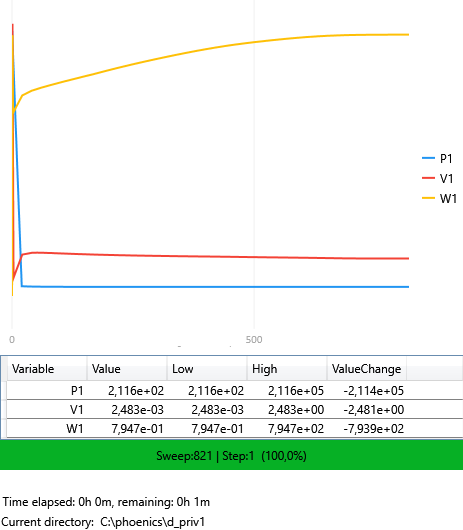 P1
V1
W1
0
500
Variable Value Low High ValueChange
P1 2,116e+02 2,116e+02 2,116e+05 -2,114e+05
V1 2,483e-03 2,483e-03 2,483e+00 -2,481e+00
W1 7,947e-01 7,947e-01 7,947e+02 -7,939e+02
Sweep:821 | Step:1 (100,0%)
Time elapsed: 0h 0m, remaining: 0h 1m
Current directory: C:\phoenics\d_priv1